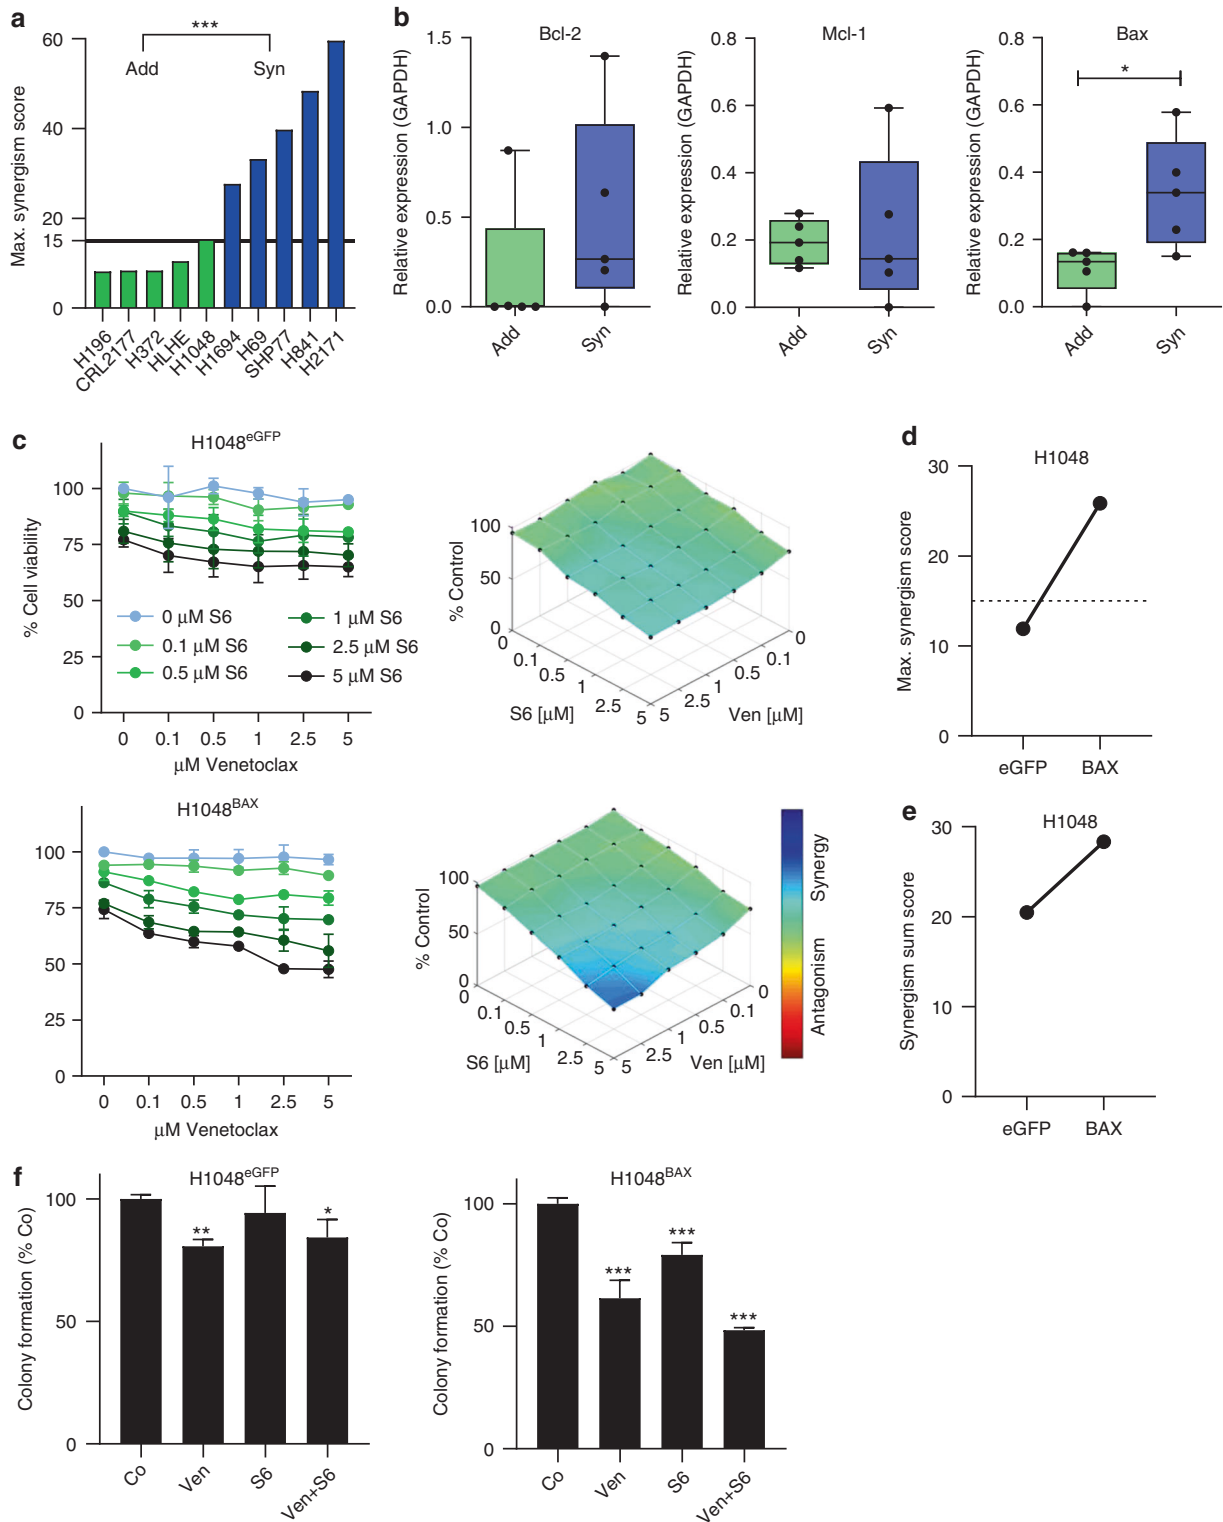 a
***
Add
Syn
Max. synergism score
60
40
20
15
0
H196
CRL2177
H372
HLHE
H1048
H1694
H69
SHP77
H841
H2171
b
Bcl-2
Relative expression (GAPDH)
1.5
1.0
0.5
0.0
Add
Syn
Mcl-1
Relative expression (GAPDH)
0.8
0.6
0.4
0.2
0.0
Add
Syn
Bax
*
Relative expression (GAPDH)
0.8
0.6
0.4
0.2
0.0
Add
Syn
c
H1048eGFP
% Cell viability
100
75
50
25
0
0 μM S6
0.1 μM S6
0.5 μM S6
1 μM S6
2.5 μM S6
5 μM S6
0 0.1 0.5 1 2.5 5
μM Venetoclax
% Control
100
50
0
0
0.1
0.5
1
2.5
5
S6 [μM]
5
2.5
1
0.5
0.1
0
Ven [μM]
H1048BAX
100
75
50
25
0
0 0.1 0.5 1 2.5 5
μM Venetoclax
% Control
100
50
0
0
0.1
0.5
1
2.5
5
S6 [μM]
5
2.5
1
0.5
0.1
0
Ven [μM]
Synergy
Antagonism
d
H1048
Max. synergism score
30
20
10
0
eGFP
BAX
e
H1048
Synergism sum score
30
20
10
0
eGFP
BAX
f
H1048eGFP
Colony formation (% Co)
100
50
0
**
*
Co
Ven
S6
Ven+S6
H1048BAX
Colony formation (% Co)
100
50
0
***
***
***
Co
Ven
S6
Ven+S6